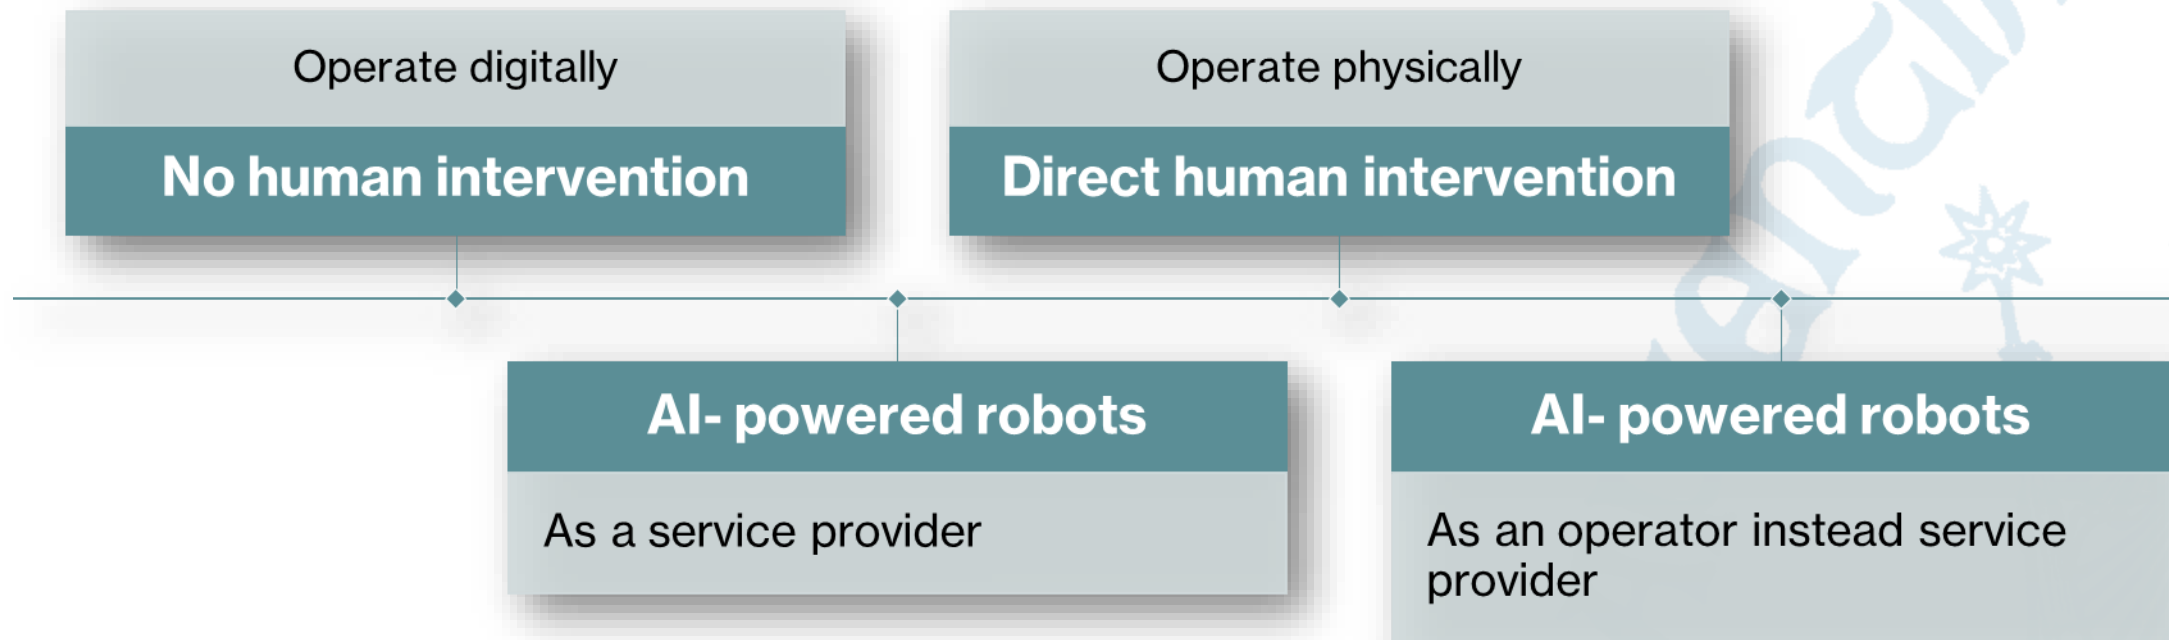 Operate digitally
No human intervention
Operate physically
Direct human intervention
AI- powered robots
As a service provider
AI- powered robots
As an operator instead service
provider